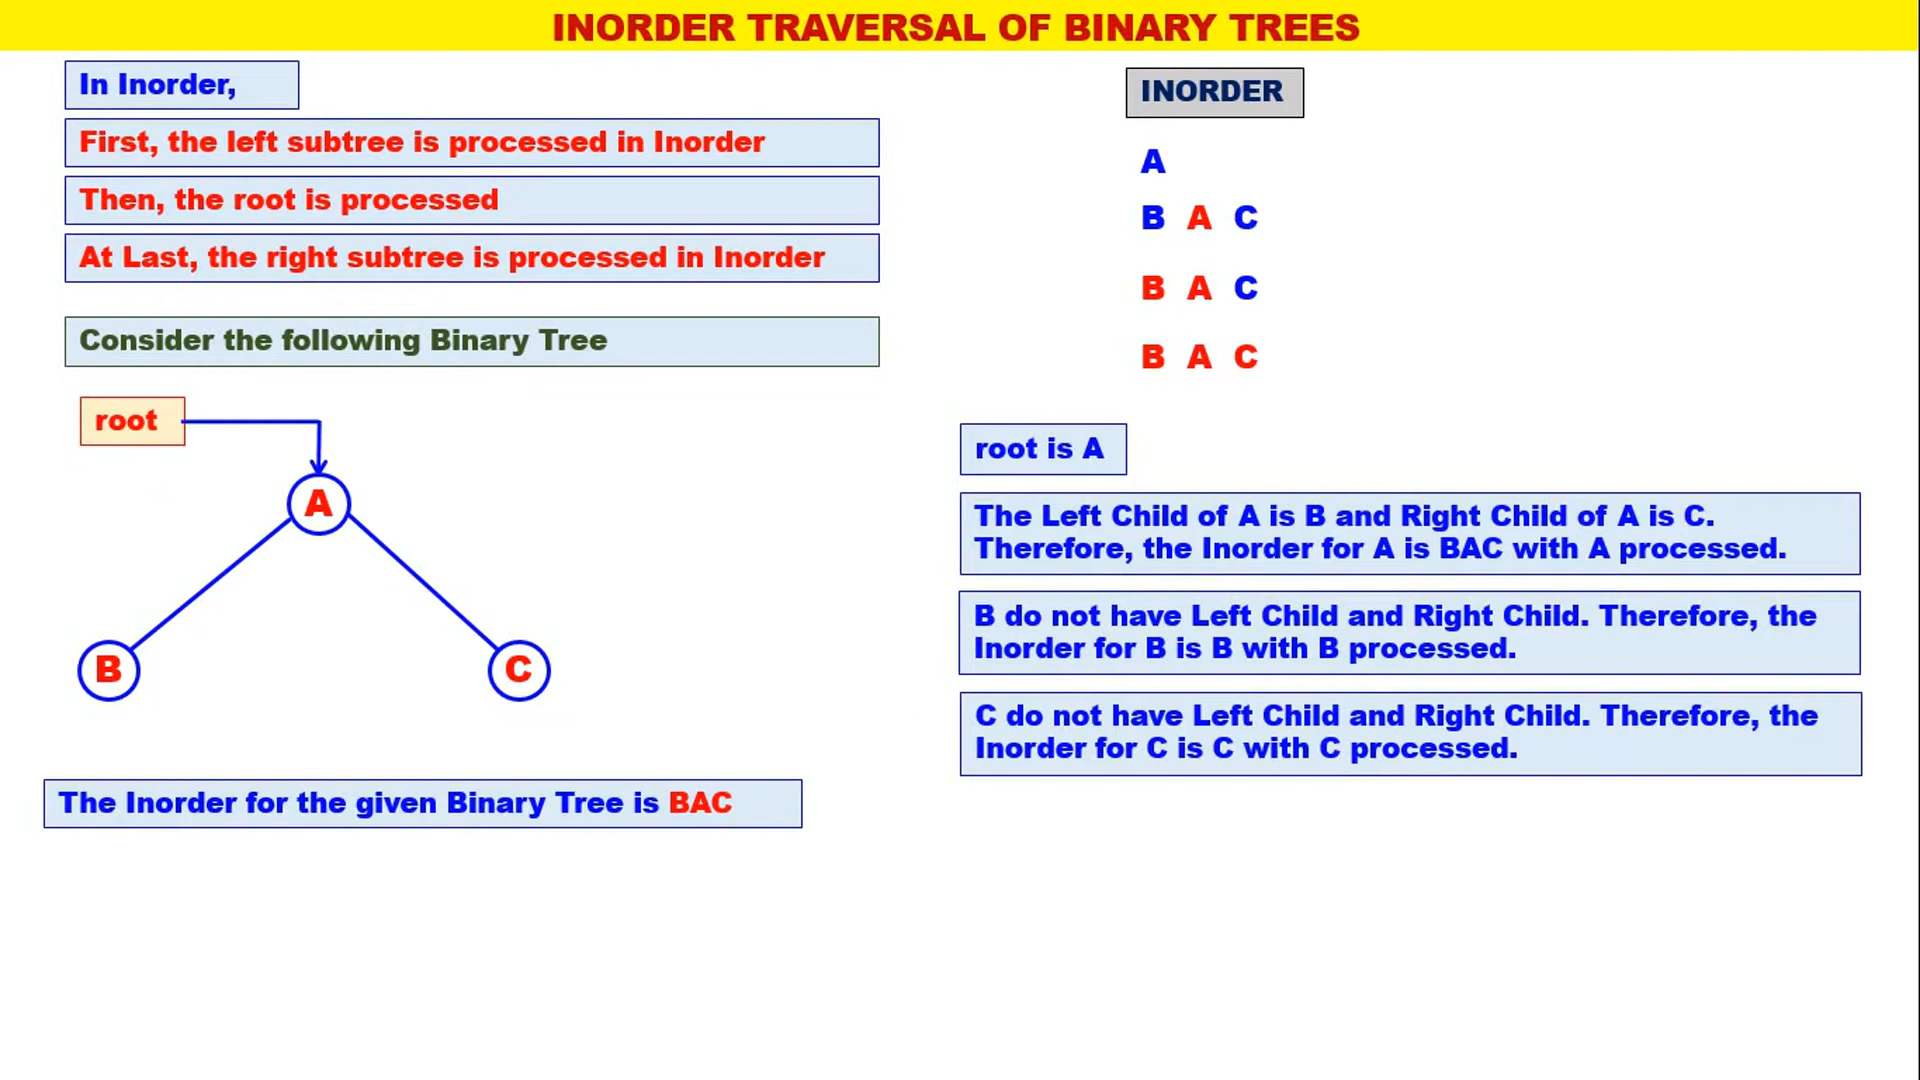 INORDER TRAVERSAL OF BINARY TREES
In Inorder,
First, the left subtree is processed in Inorder
Then, the root is processed
At Last, the right subtree is processed in Inorder
Consider the following Binary Tree
root
A
B
C
The Inorder for the given Binary Tree is BAC
INORDER
A
B A C
B A C
B A C
root is A
The Left Child of A is B and Right Child of A is C.
Therefore, the Inorder for A is BAC with A processed.
B do not have Left Child and Right Child. Therefore, the
Inorder for B is B with B processed.
C do not have Left Child and Right Child. Therefore, the
Inorder for C is C with C processed.